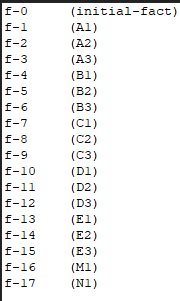 f-0 (initial-fact)
f-1 (A1)
f-2 (A2)
f-3 (A3)
f-4 (B1)
f-5 (B2)
f-6 (B3)
f-7 (C1)
f-8 (C2)
f-9 (C3)
f-10 (D1)
f-11 (D2)
f-12 (D3)
f-13 (E1)
f-14 (E2)
f-15 (E3)
f-16 (M1)
f-17 (N1)